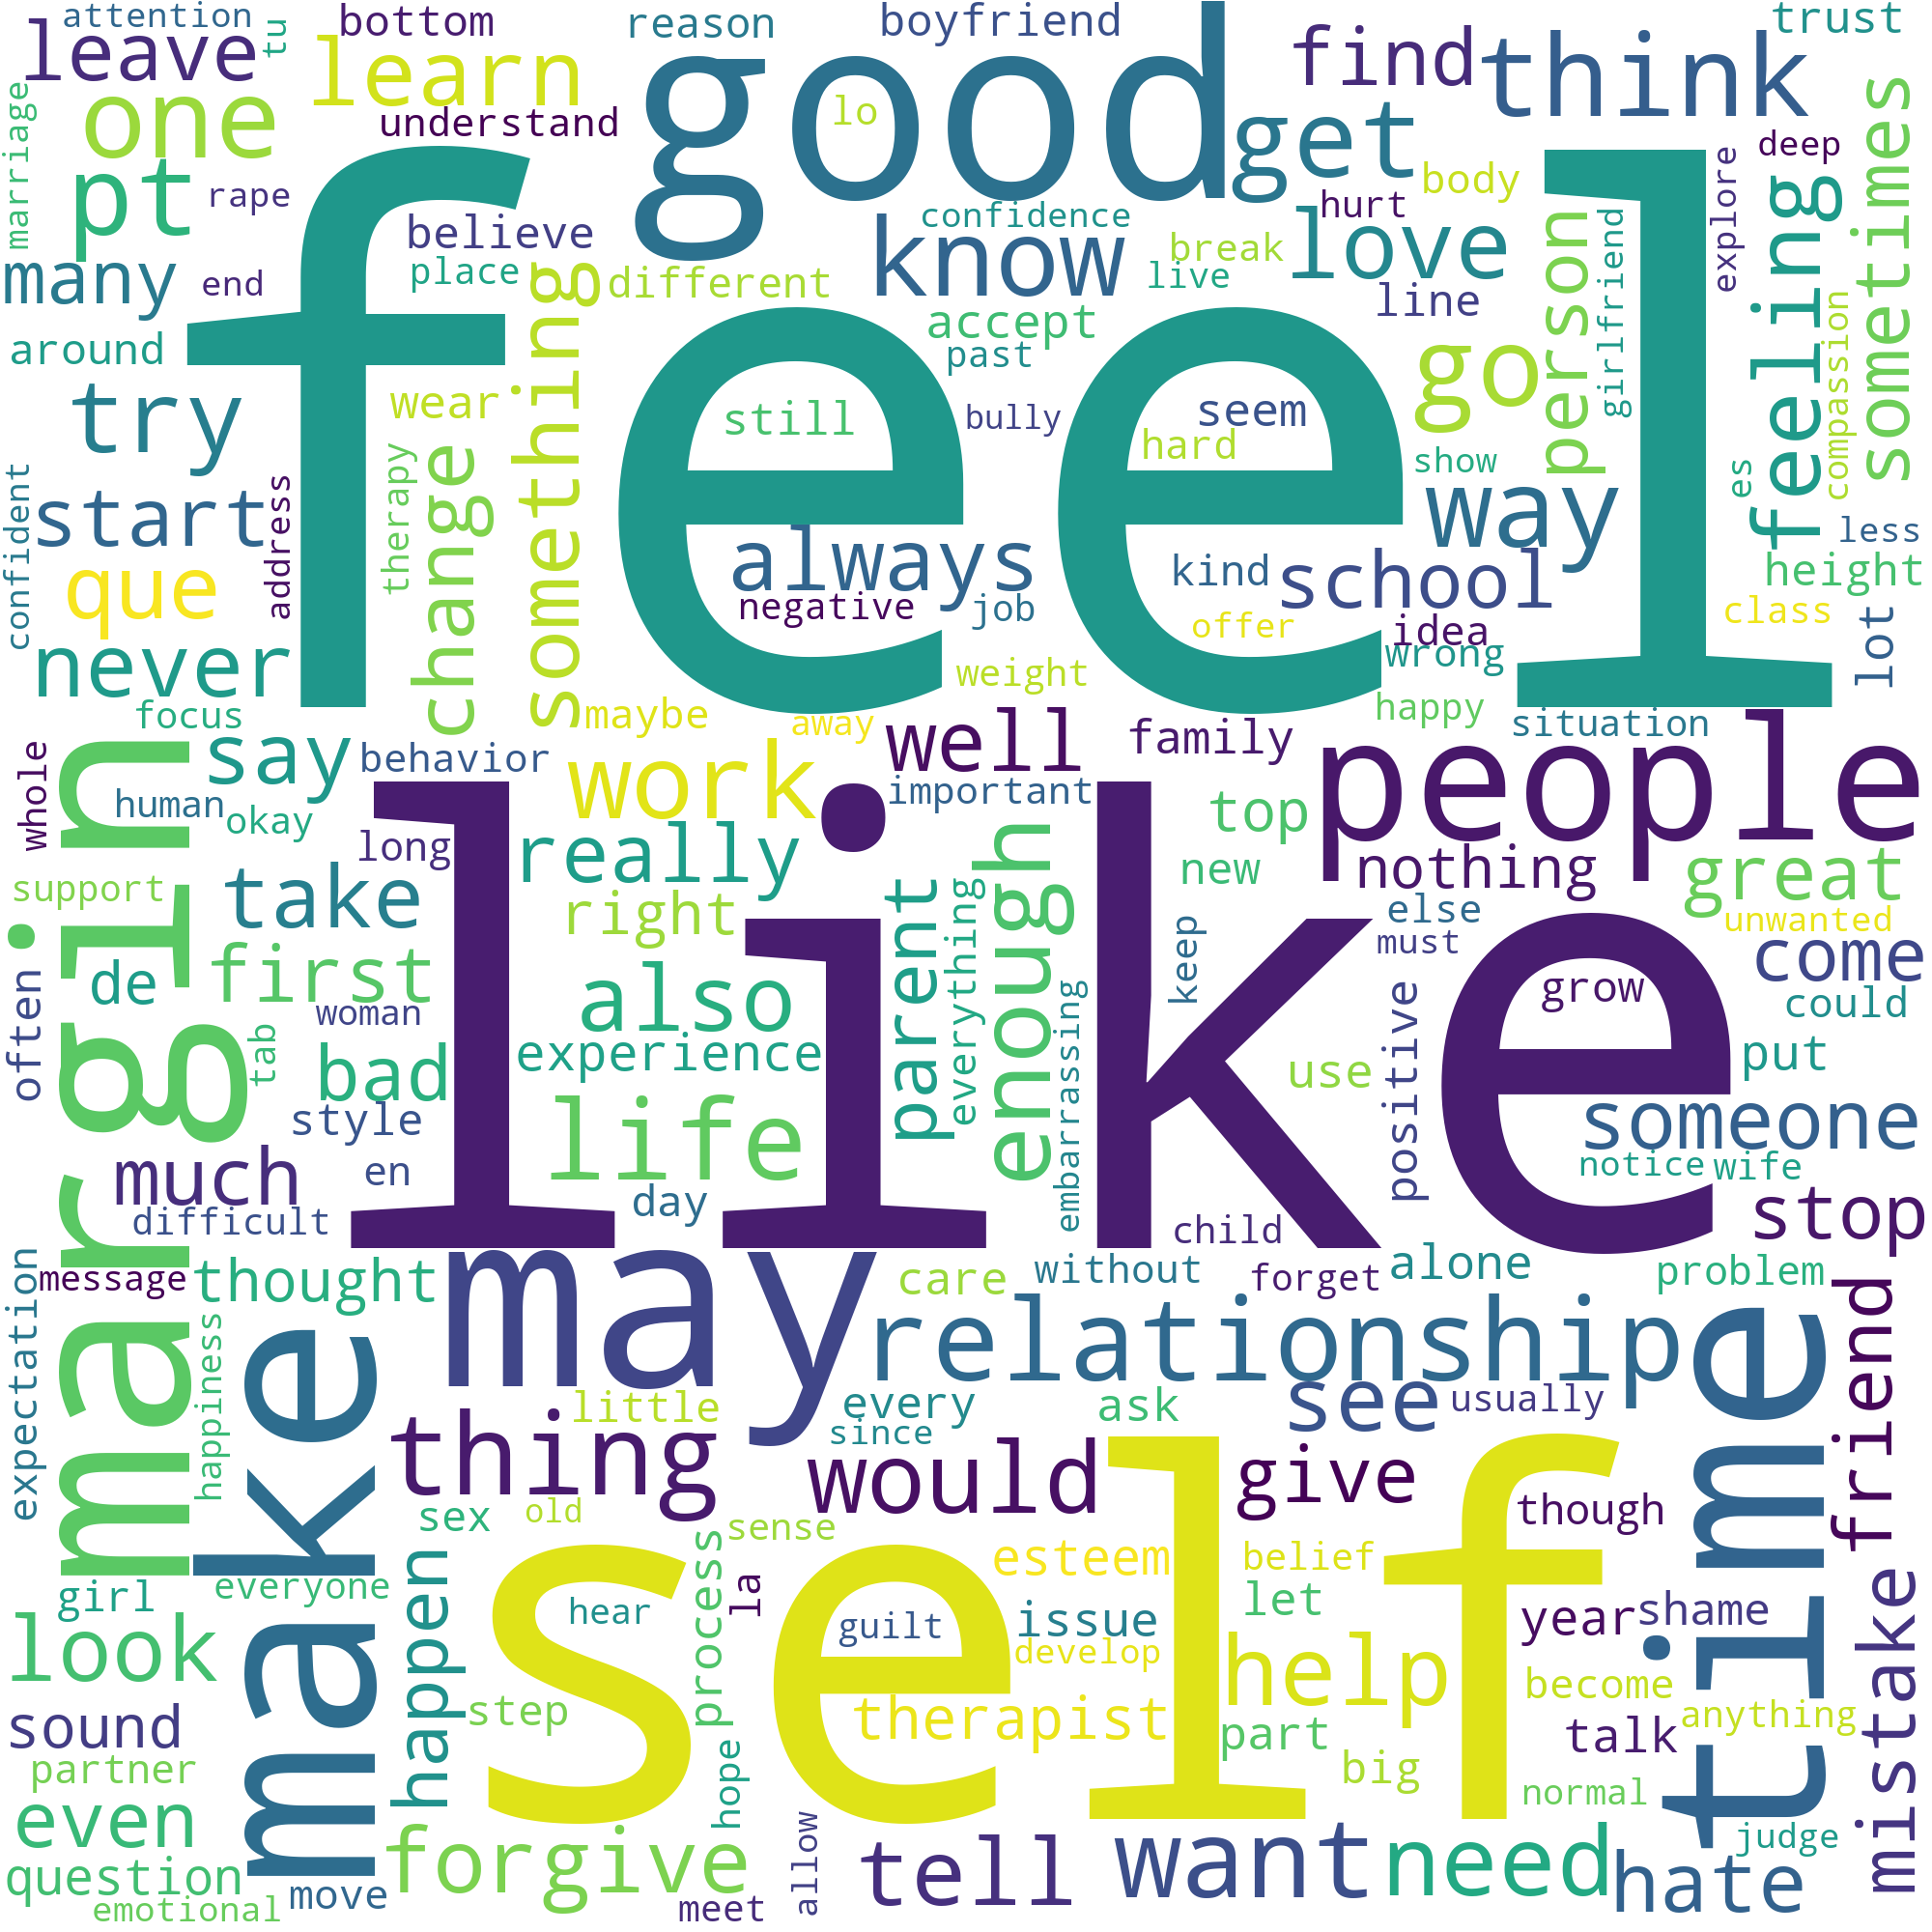 attention
bottom
reason
boyfriend
trust
leave
tu
learn
good
find
think
one
understand
lo
get
sometimes
marriage
pt
rape
believe
confidence
know
hurt
body
deep
explore
feeling
many
end
place
different
break
live
love
person
girlfriend
feel
around
something
accept
past
line
compassion
try
wear
still
bully
seem
hard
go
change
therapy
show
es
start
confident
address
always
way
less
que
negative
job
kind
school
height
offer
idea
class
never
weight
wrong
lot
focus
maybe
away
happy
situation
say
behavior
work
well
family
people
whole
human
okay
important
top
long
really
new
nothing
great
support
take
right
parent
everything
enough
else
unwanted
margin
often
de
first
like
also
keep
must
come
woman
tab
grow
could
bad
experience
embarrassing
use
positive
put
style
life
someone
much
en
notice
wife
difficult
day
child
stop
expectation
message
thought
may
care
without
forget
alone
problem
happiness
make
relationship
time
friend
thing
little
every
since
ask
see
usually
would
give
sex
old
sense
though
self
happen
process
esteem
belief
girl
everyone
la
hear
guilt
issue
let
year
shame
mistake
look
develop
help
step
therapist
become
anything
sound
part
talk
partner
hope
big
normal
even
allow
judge
question
forgive
tell
want
need
hate
emotional
move
meet